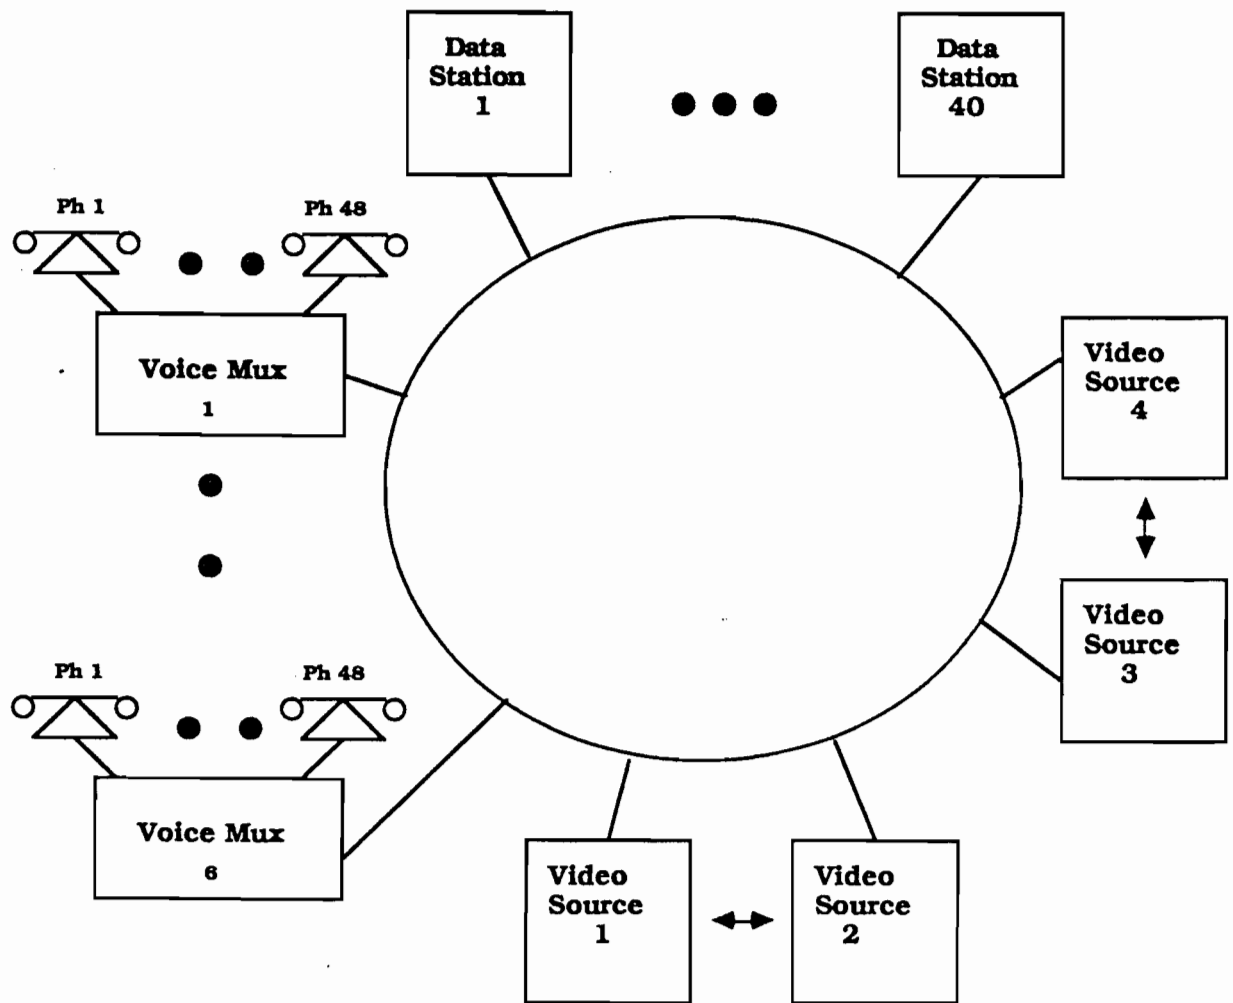 Data
Station
1
Data
Station
40
Ph 1
Ph 48
Voice Mux
1
Video
Source
4
Video
Source
3
Ph 1
Ph 48
Voice Mux
6
Video
Source
1
Video
Source
2